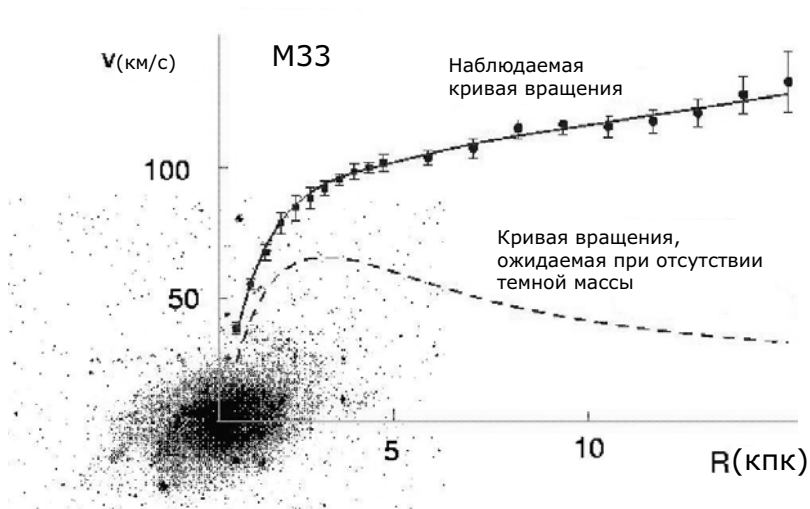 V(км/с)
M33
Наблюдаемая
кривая вращения
100
Кривая вращения,
ожидаемая при отсутствии
темной массы
50
5
10
R(кпк)